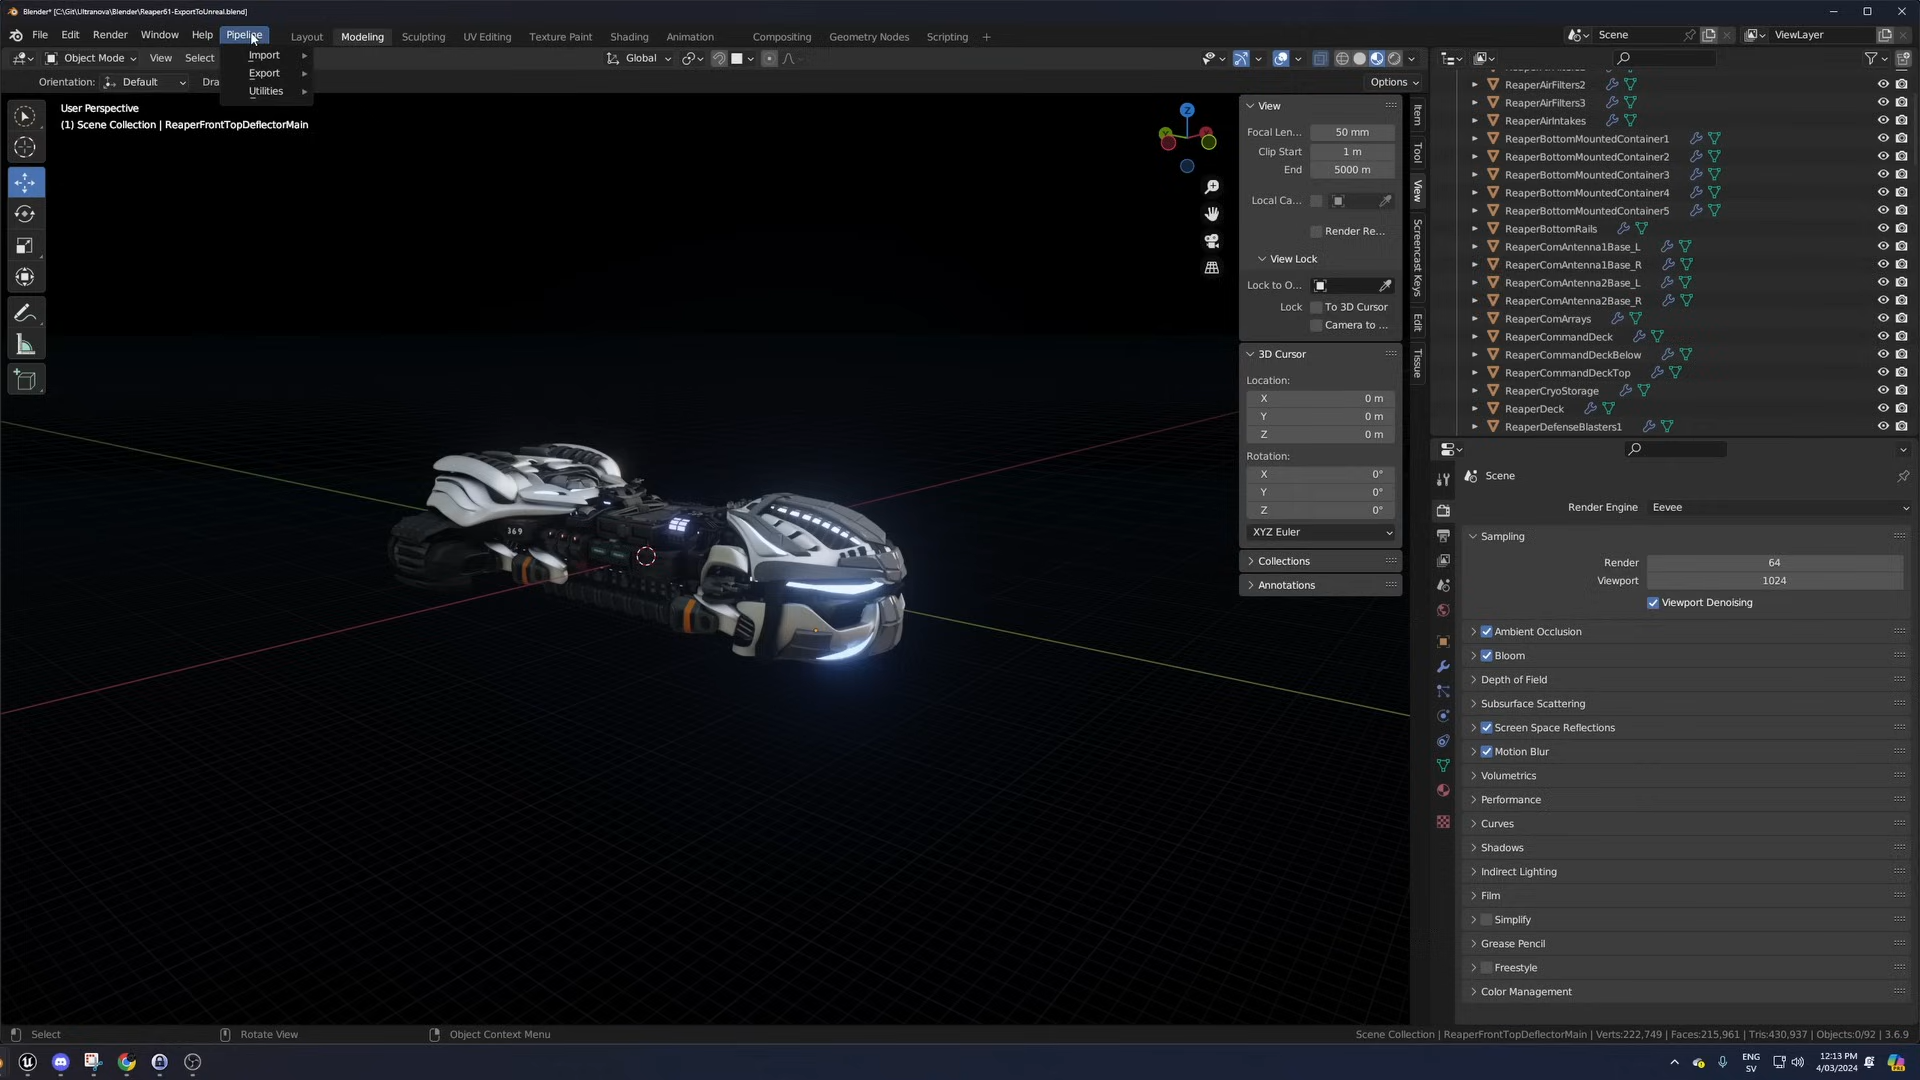 Blender* [C:\Git\Ultranova\Blender\Reaper61-ExportToUnreal.blend]
File Edit Render Window Help Pipeline Layout Modeling Sculpting UV Editing Texture Paint Shading Animation Compositing Geometry Nodes Scripting + Scene ViewLayer
Import
Export
Utilities
Object Mode View Select Global
Orientation: Default Dra Options
User Perspective
(1) Scene Collection | ReaperFrontTopDeflectorMain
369
View
Focal Len... 50 mm
Clip Start 1 m
End 5000 m
Local Ca...
Render Re...
View Lock
Lock to O...
Lock To 3D Cursor
Camera to ...
3D Cursor
Location:
X 0 m
Y 0 m
Z 0 m
Rotation:
X 0°
Y 0°
Z 0°
XYZ Euler
Collections
Annotations
Item
Tool
View
Screencast Keys
Edit
Tissue
ReaperAirFilters2
ReaperAirFilters3
ReaperAirIntakes
ReaperBottomMountedContainer1
ReaperBottomMountedContainer2
ReaperBottomMountedContainer3
ReaperBottomMountedContainer4
ReaperBottomMountedContainer5
ReaperBottomRails
ReaperComAntenna1Base_L
ReaperComAntenna1Base_R
ReaperComAntenna2Base_L
ReaperComAntenna2Base_R
ReaperComArrays
ReaperCommandDeck
ReaperCommandDeckBelow
ReaperCommandDeckTop
ReaperCryoStorage
ReaperDeck
ReaperDefenseBlasters1
Scene
Render Engine Eevee
Sampling
Render 64
Viewport 1024
Viewport Denoising
Ambient Occlusion
Bloom
Depth of Field
Subsurface Scattering
Screen Space Reflections
Motion Blur
Volumetrics
Performance
Curves
Shadows
Indirect Lighting
Film
Simplify
Grease Pencil
Freestyle
Color Management
Select Rotate View Object Context Menu Scene Collection | ReaperFrontTopDeflectorMain | Verts:222,749 | Faces:215,961 | Tris:430,937 | Objects:0/92 | 3.6.9
ENG
SV
12:13 PM
4/03/2024